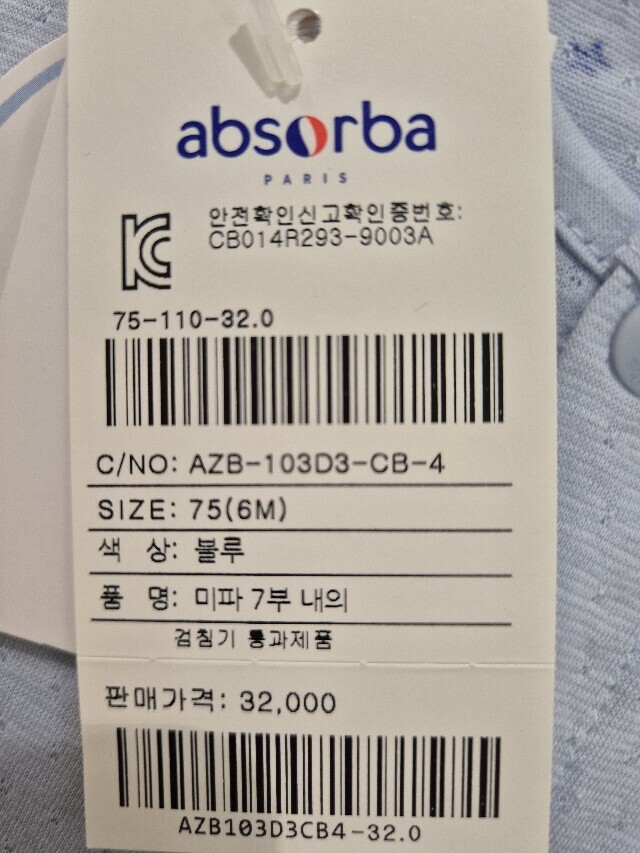 absorba
PARIS
안전확인신고확인증번호:
CB014R293-9003A
75-110-32.0
C/NO: AZB-103D3-CB-4
SIZE: 75(6M)
색 상: 블루
품 명: 미파 7부 내의
검침기 통과제품
판매가격: 32,000
AZB103D3CB4-32.0